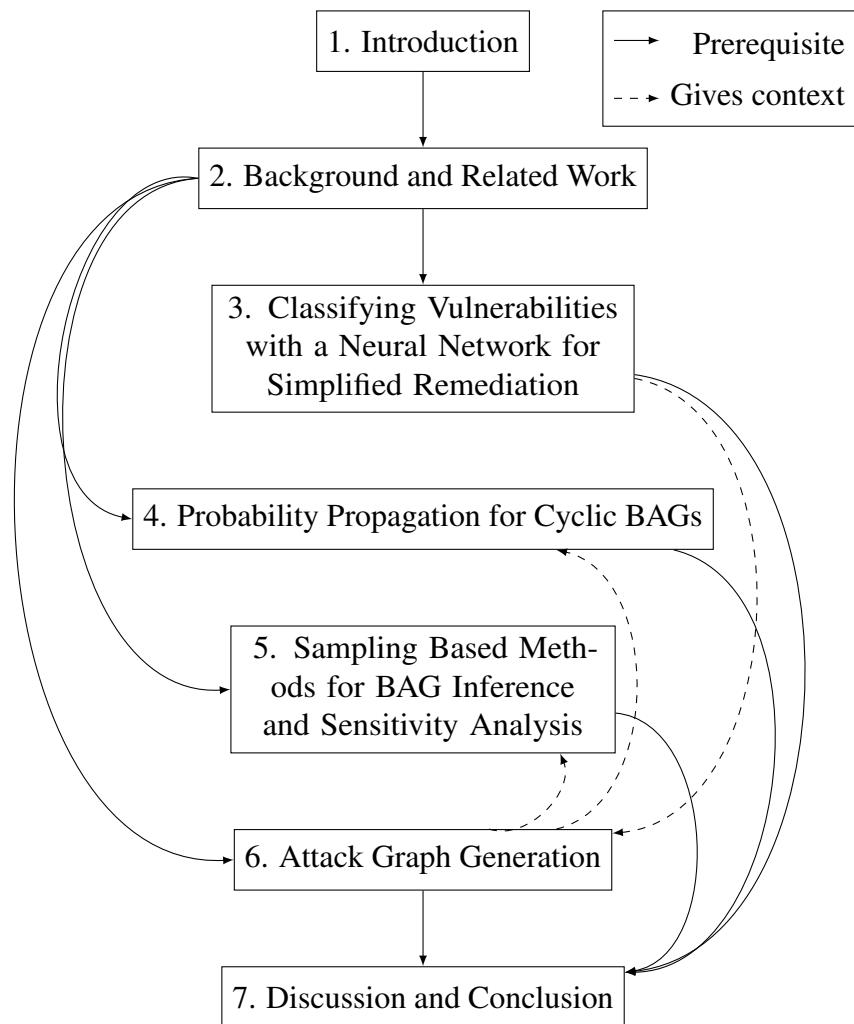 1. Introduction
Prerequisite
Gives context
2. Background and Related Work
3. Classifying Vulnerabilities
with a Neural Network for
Simplified Remediation
4. Probability Propagation for Cyclic BAGs
5. Sampling Based Meth-
ods for BAG Inference
and Sensitivity Analysis
6. Attack Graph Generation
7. Discussion and Conclusion